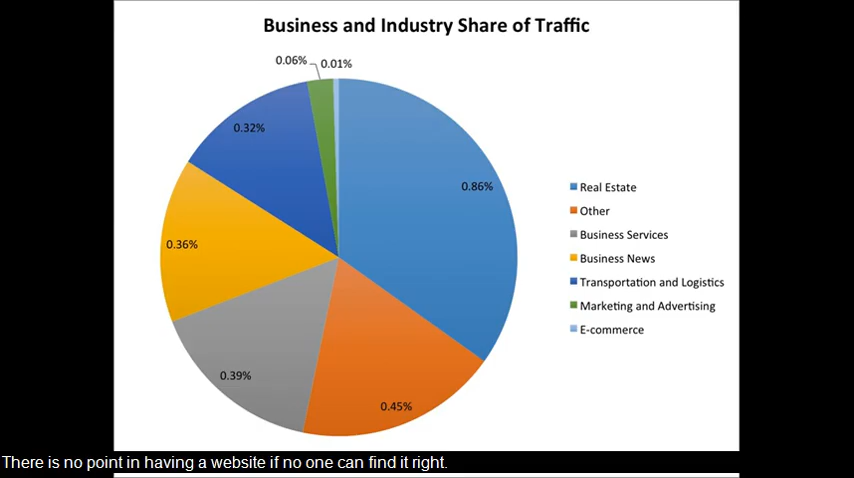 Business and Industry Share of Traffic
0.06%
0.01%
0.32%
0.86%
0.36%
0.39%
0.45%
Real Estate
Other
Business Services
Business News
Transportation and Logistics
Marketing and Advertising
E-commerce
There is no point in having a website if no one can find it right.